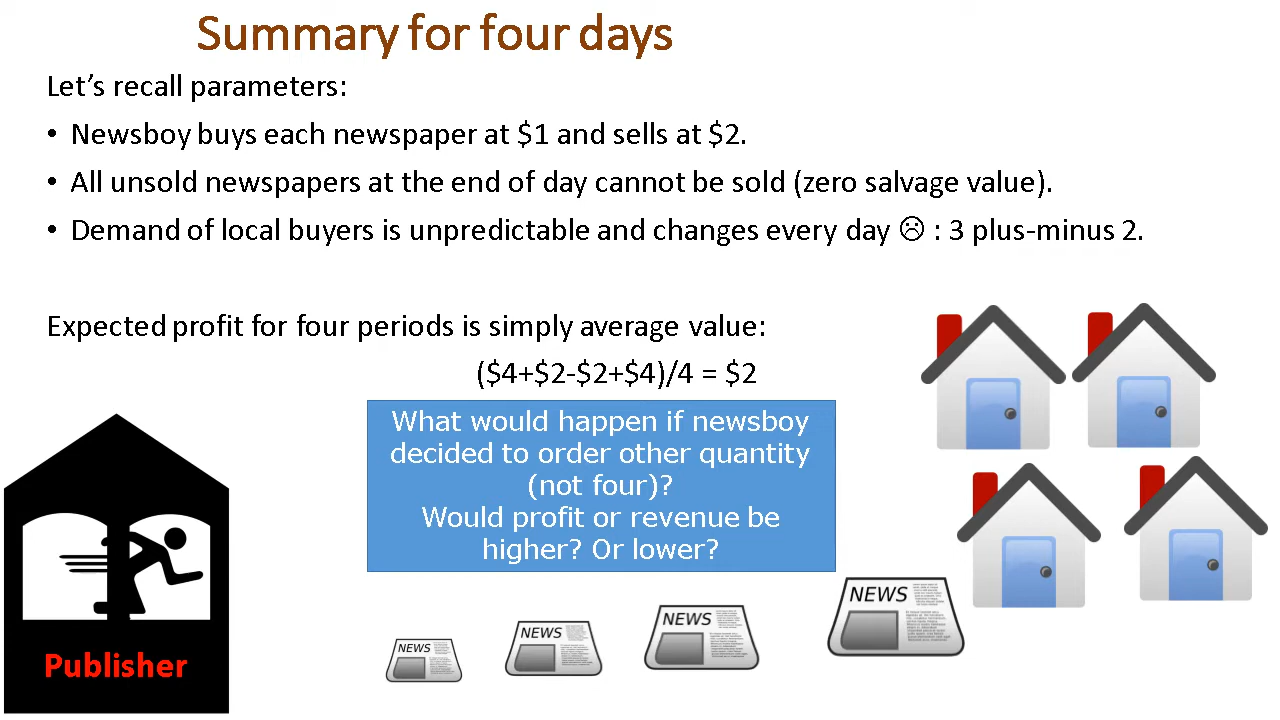 Summary for four days
Let’s recall parameters:
• Newsboy buys each newspaper at $1 and sells at $2.
• All unsold newspapers at the end of day cannot be sold (zero salvage value).
• Demand of local buyers is unpredictable and changes every day ☹ : 3 plus-minus 2.
Expected profit for four periods is simply average value:
($4+$2-$2+$4)/4 = $2
What would happen if newsboy
decided to order other quantity
(not four)?
Would profit or revenue be
higher? Or lower?
Publisher
NEWS
NEWS
NEWS
NEWS